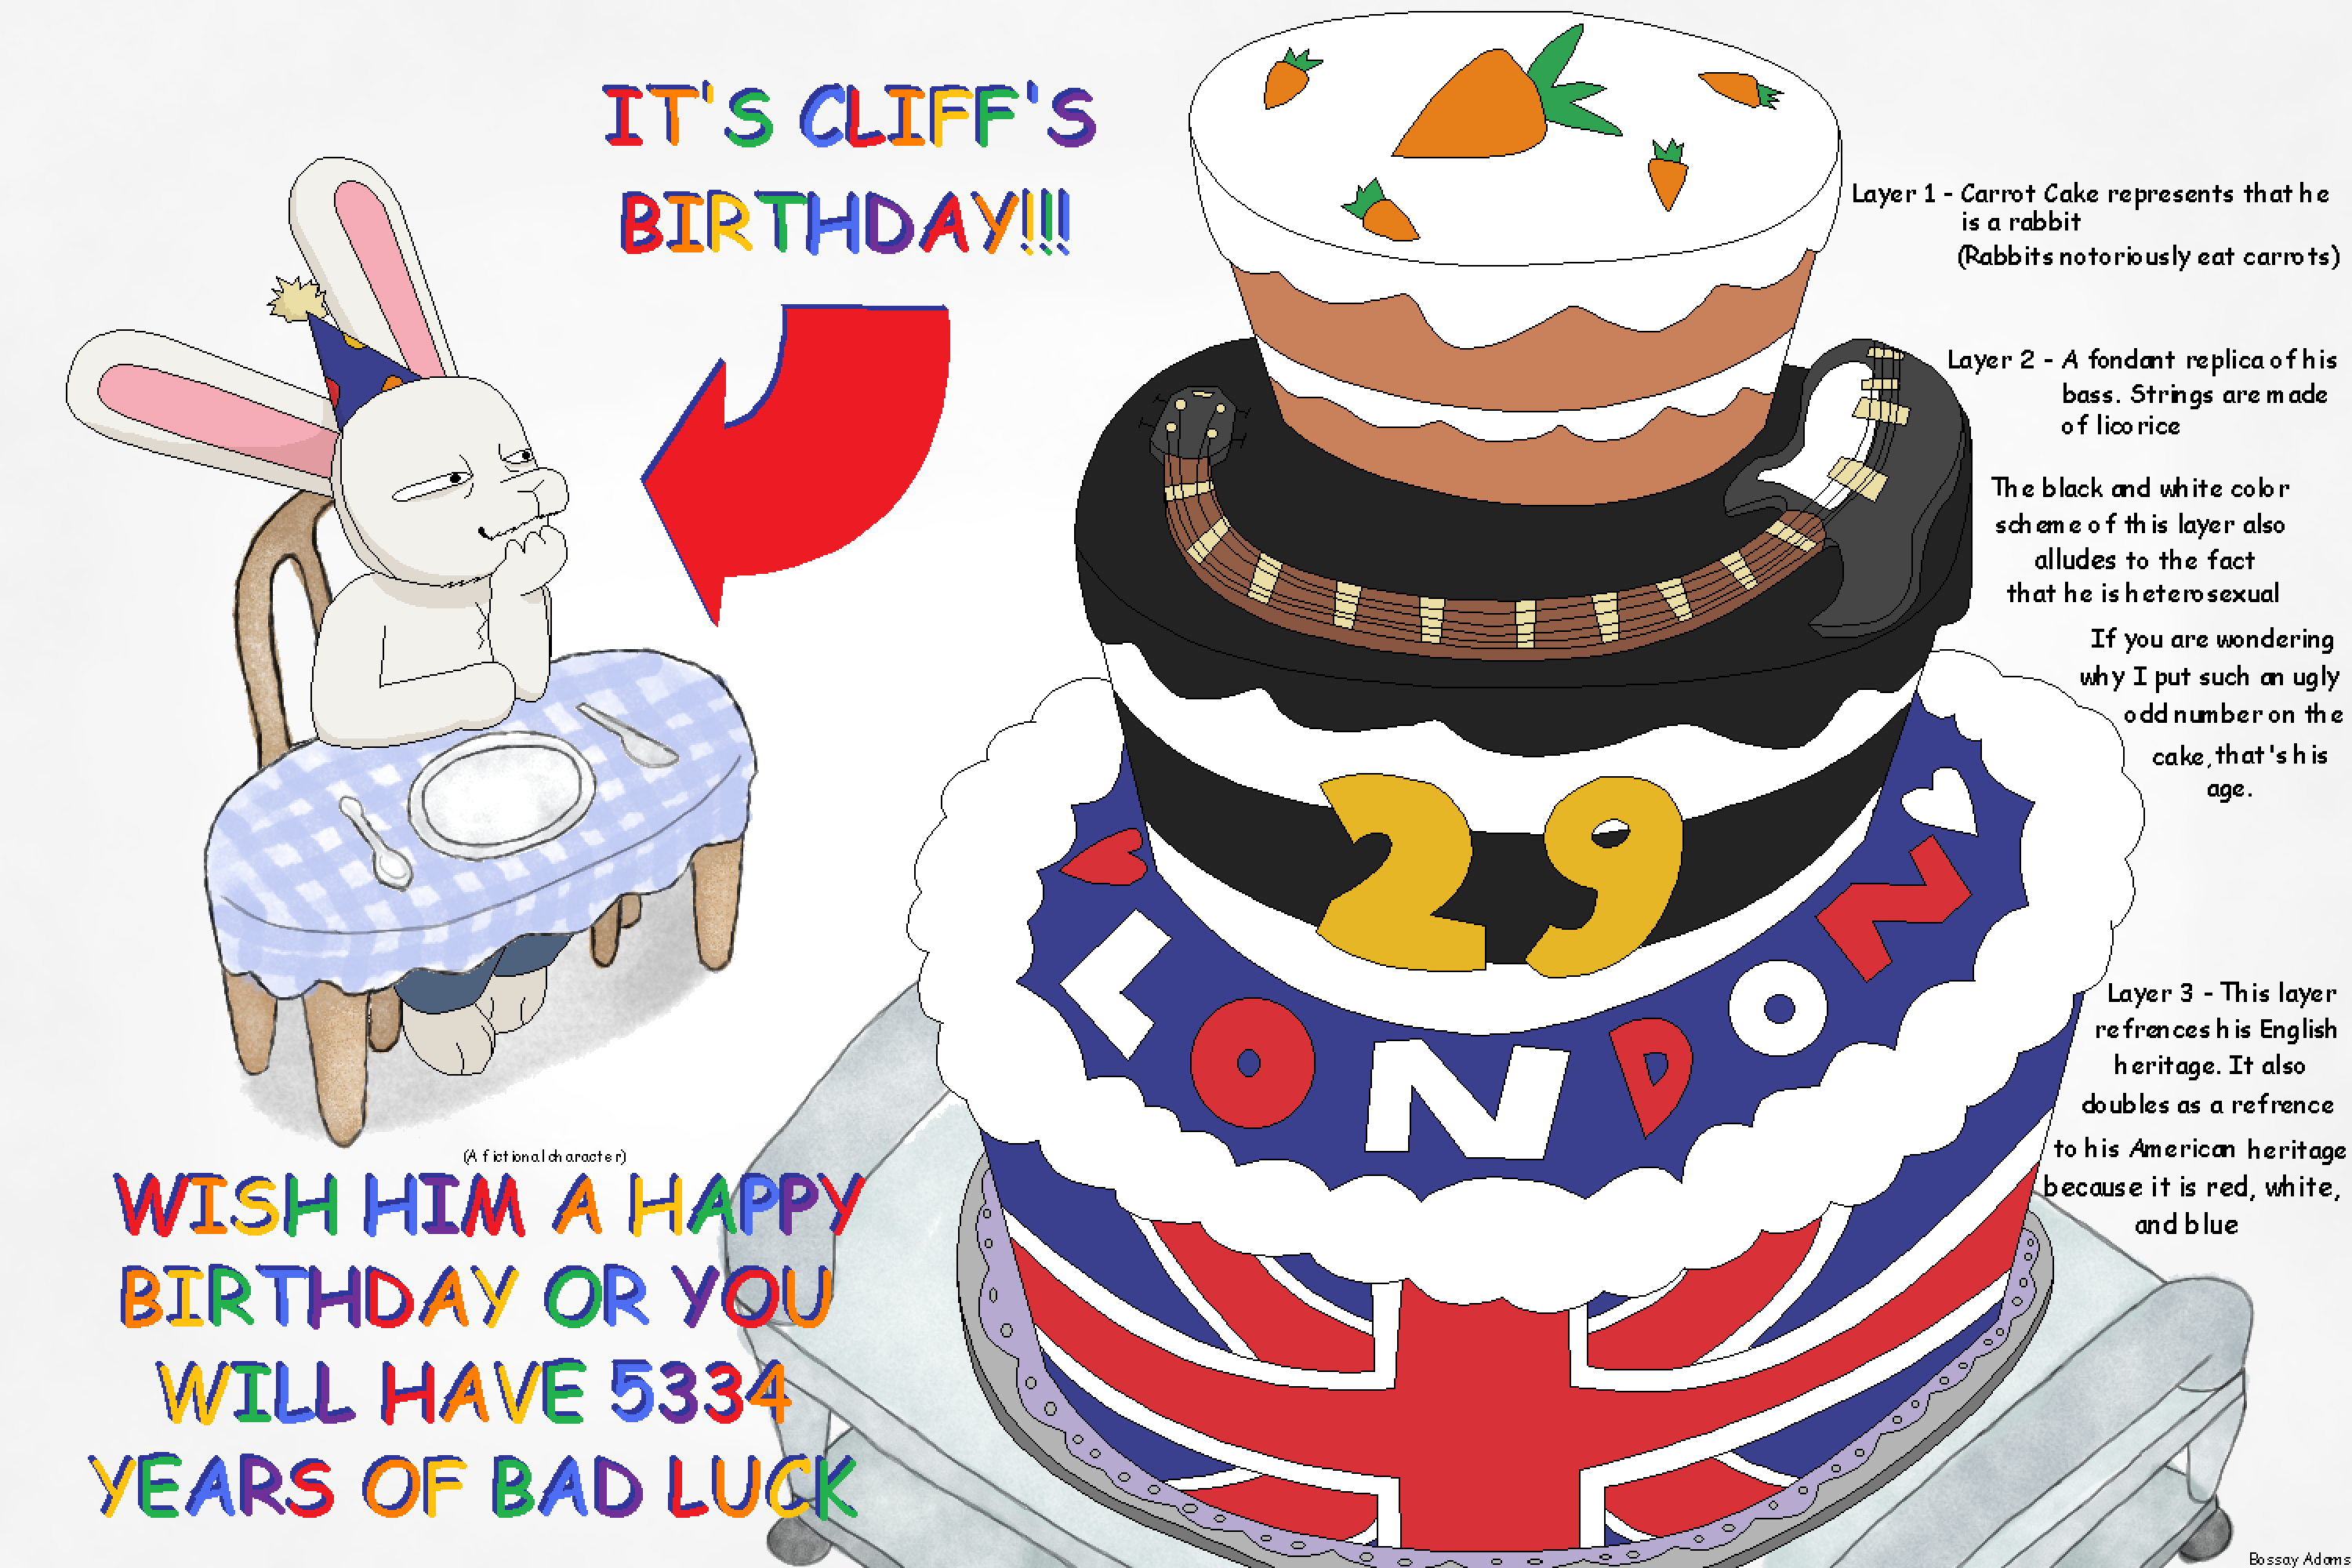 IT'S CLIFF'S
BIRTHDAY!!!
Layer 1 - Carrot Cake represents that he
is a rabbit
(Rabbits notoriously eat carrots)
Layer 2 - A fondant replica of his
bass. Strings are made
of licorice
The black and white color
scheme of this layer also
alludes to the fact
that he is heterosexual
If you are wondering
why I put such an ugly
odd number on the
cake, that's his
age.
29
LONDON
Layer 3 - This layer
refrences his English
heritage. It also
doubles as a refrence
to his American heritage
because it is red, white,
and blue
(A fictional character)
WISH HIM A HAPPY
BIRTHDAY OR YOU
WILL HAVE 5334
YEARS OF BAD LUCK
Bossay Adams